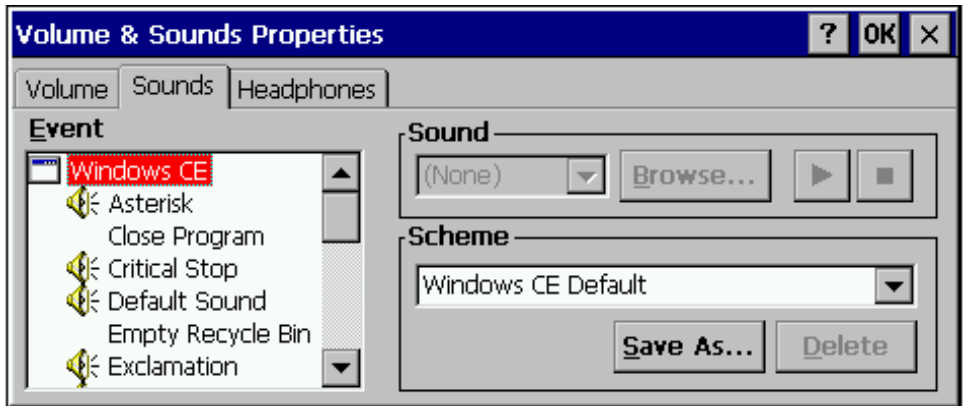 Volume & Sounds Properties ? OK ×
Volume Sounds Headphones
Event
Windows CE
Asterisk
Close Program
Critical Stop
Default Sound
Empty Recycle Bin
Exclamation
Sound
(None) Browse...
Scheme
Windows CE Default
Save As... Delete